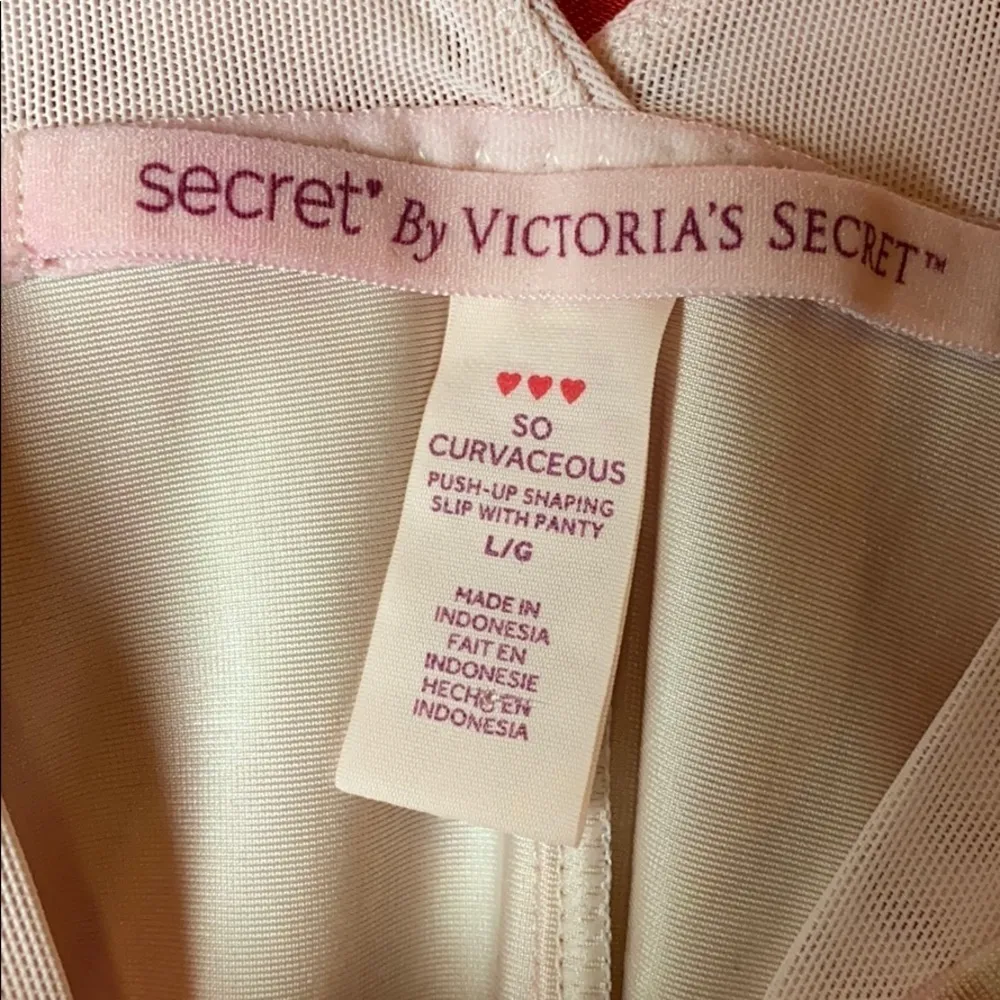 secret♥ By VICTORIA'S SECRET™
♥♥♥
SO
CURVACEOUS
PUSH-UP SHAPING
SLIP WITH PANTY
L/G
MADE IN
INDONESIA
FAIT EN
INDONESIE
HECHO EN
INDONESIA